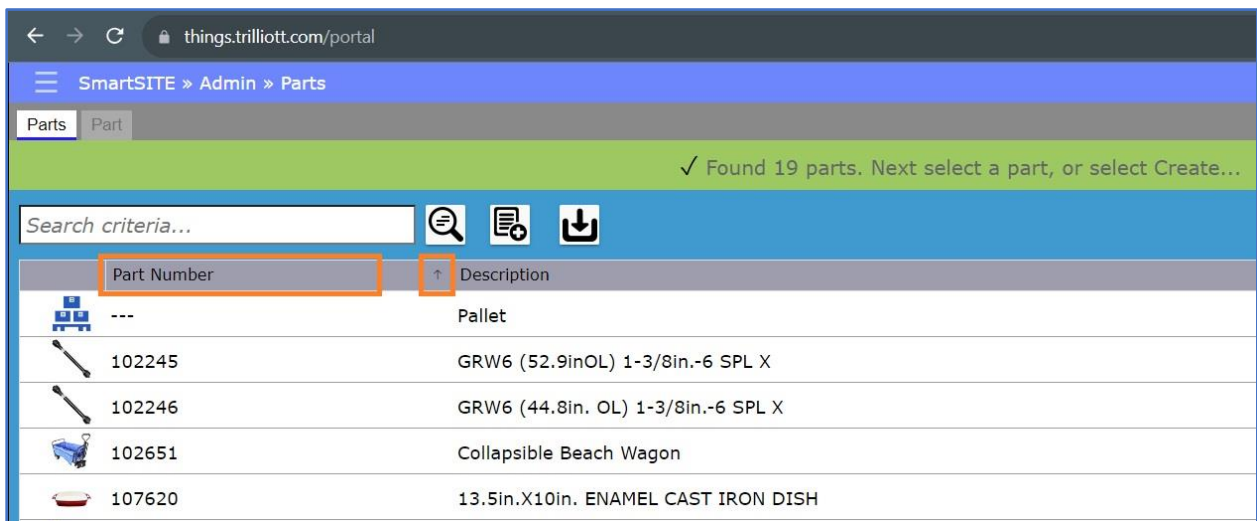 things.trilliott.com/portal
SmartSITE » Admin » Parts
Parts Part
✓ Found 19 parts. Next select a part, or select Create...
Search criteria...
Part Number ↑ Description
--- Pallet
102245 GRW6 (52.9inOL) 1-3/8in.-6 SPL X
102246 GRW6 (44.8in. OL) 1-3/8in.-6 SPL X
102651 Collapsible Beach Wagon
107620 13.5in.X10in. ENAMEL CAST IRON DISH